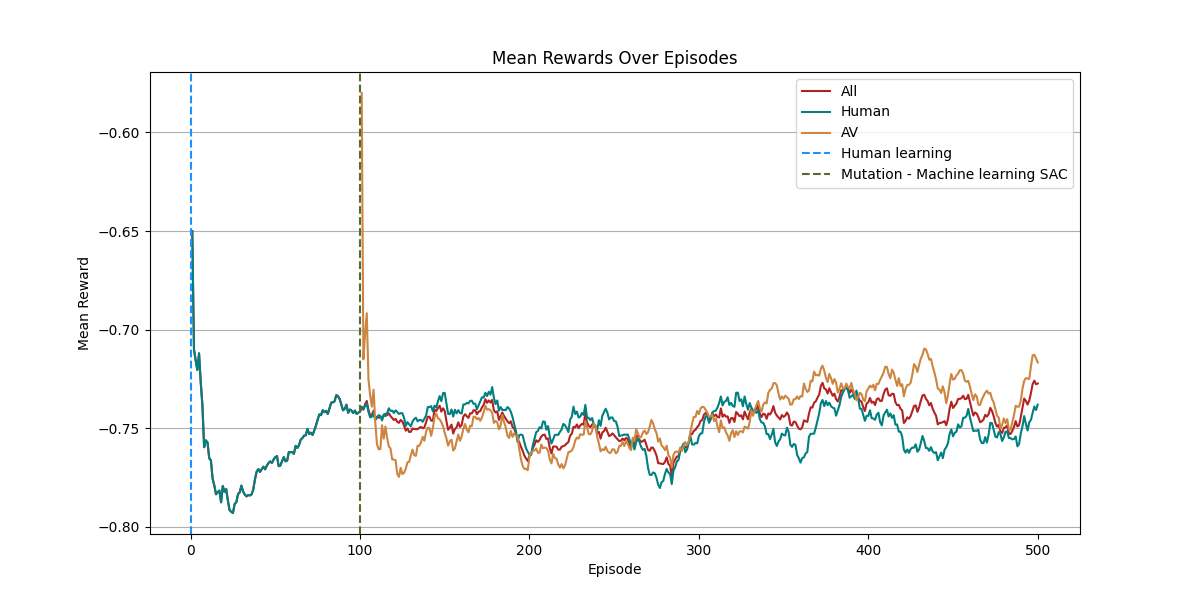 Mean Rewards Over Episodes
All
Human
AV
Human learning
Mutation - Machine learning SAC
Mean Reward
−0.60
−0.65
−0.70
−0.75
−0.80
0 100 200 300 400 500
Episode